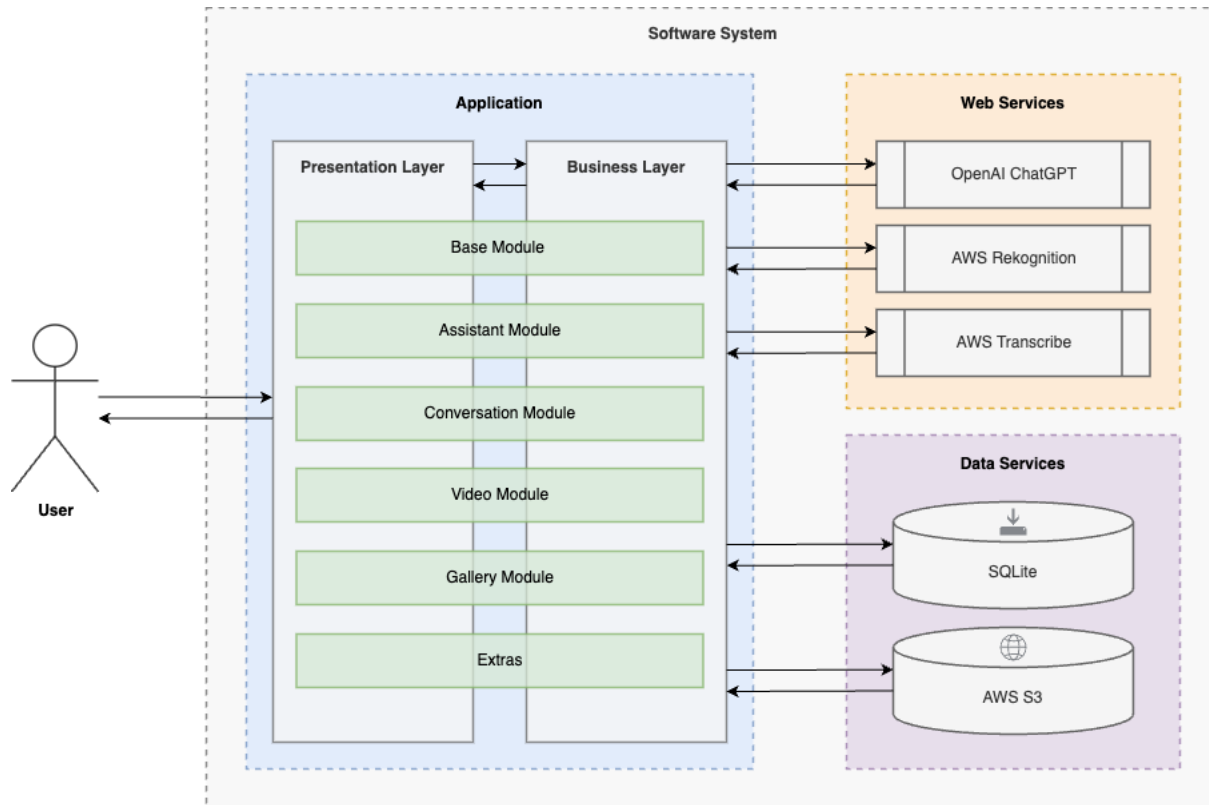 Software System
Application
Presentation Layer
Business Layer
Base Module
Assistant Module
Conversation Module
Video Module
Gallery Module
Extras
User
Web Services
OpenAI ChatGPT
AWS Rekognition
AWS Transcribe
Data Services
SQLite
AWS S3